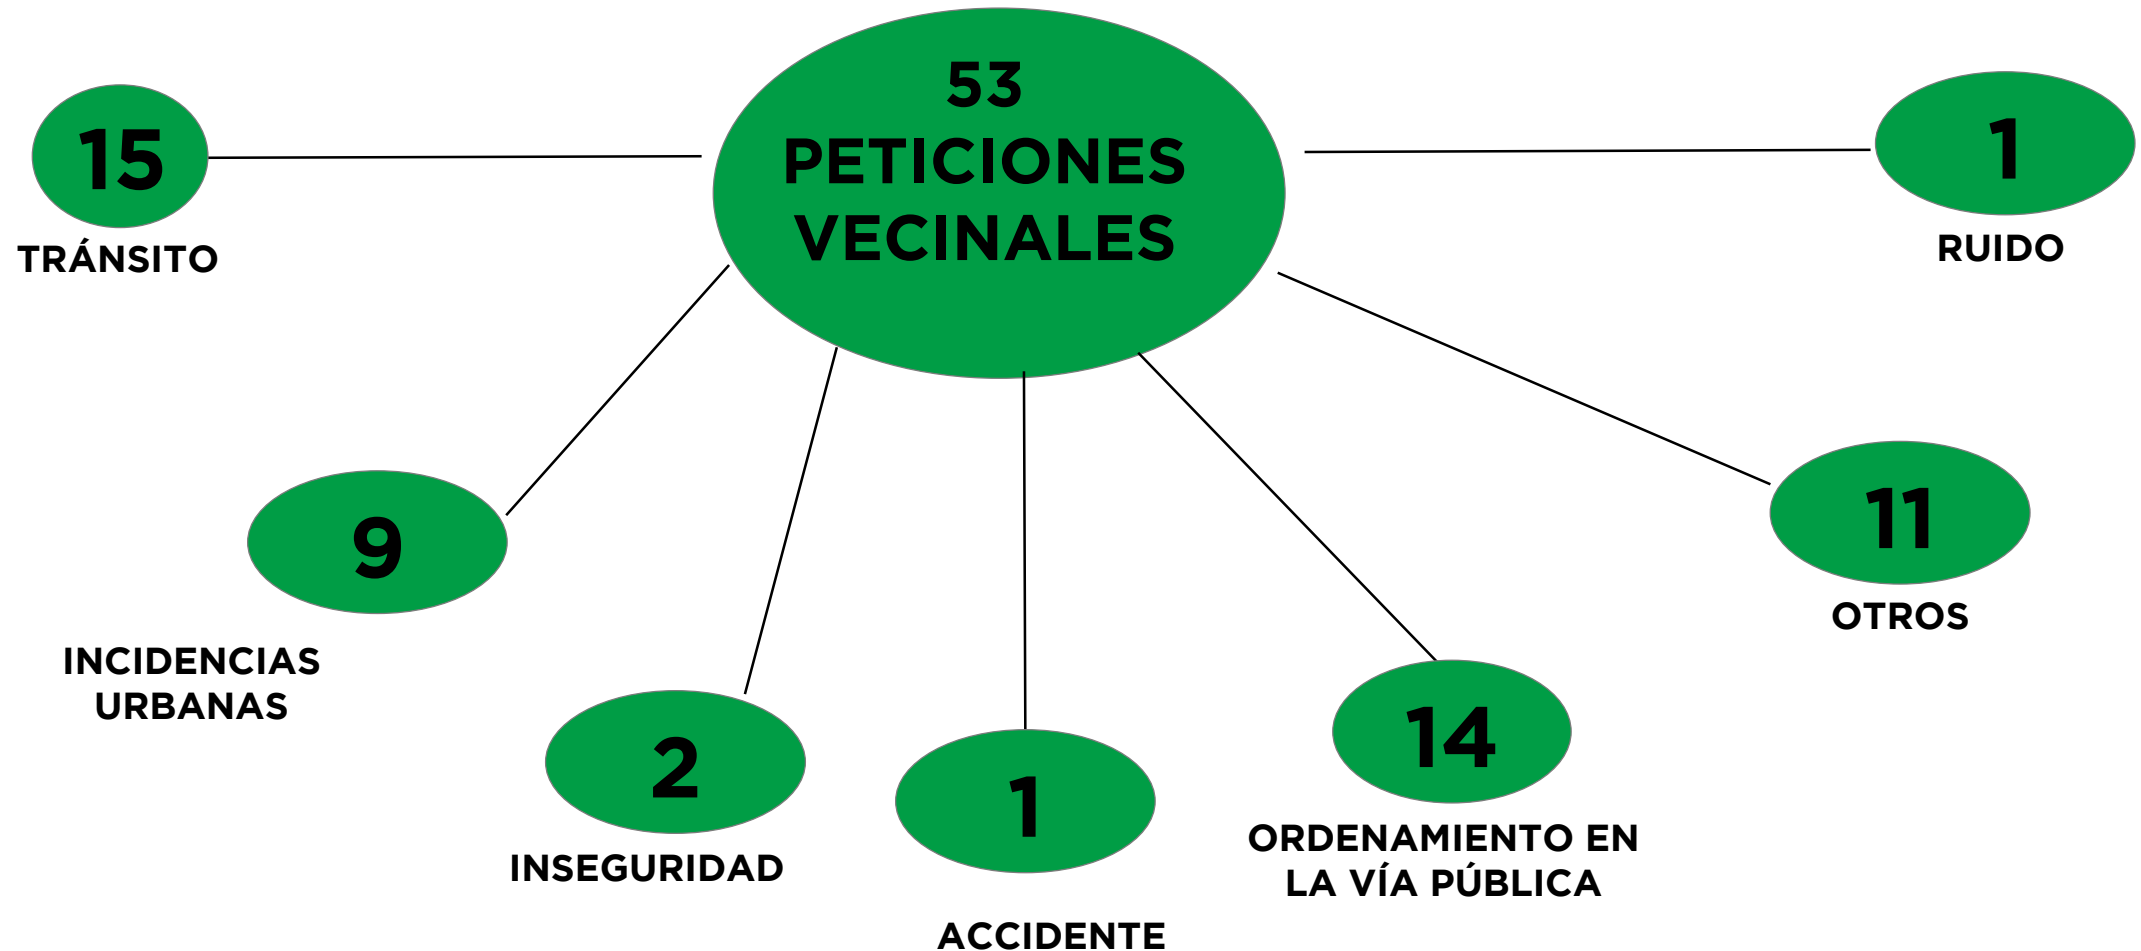 53
PETICIONES
VECINALES
15
TRÁNSITO
1
RUIDO
9
INCIDENCIAS
URBANAS
2
INSEGURIDAD
1
ACCIDENTE
14
ORDENAMIENTO EN
LA VÍA PÚBLICA
11
OTROS